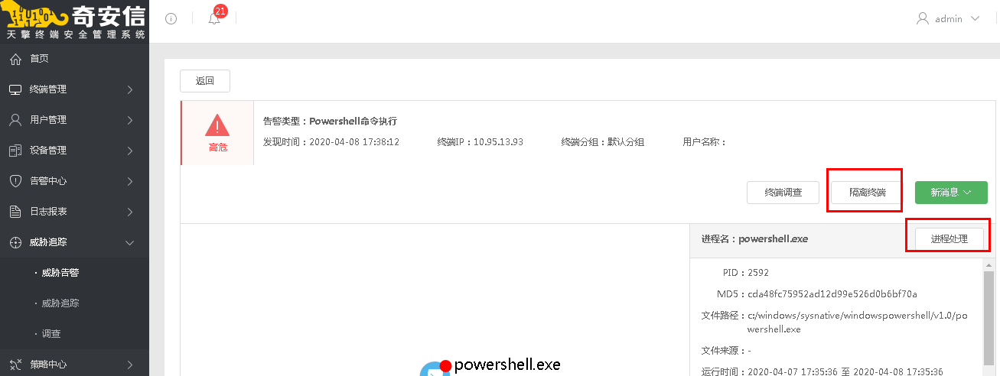 奇安信
天擎终端安全管理系统
21
admin
首页
终端管理
用户管理
设备管理
告警中心
日志报表
威胁追踪
· 威胁告警
· 威胁追踪
· 调查
策略中心
返回
高危
告警类型：Powershell命令执行
发现时间：2020-04-08 17:38:12 终端IP：10.95.13.93 终端分组：默认分组 用户名称：
终端调查 隔离终端 新消息
进程名：powershell.exe 进程处理
PID：2592
MD5：cda48fc75952ad12d99e526d0b6bf70a
文件路径：c:/windows/sysnative/windowspowershell/v1.0/po
wershell.exe
文件来源：-
运行时间：2020-04-07 17:35:36 至 2020-04-08 17:35:36
powershell.exe